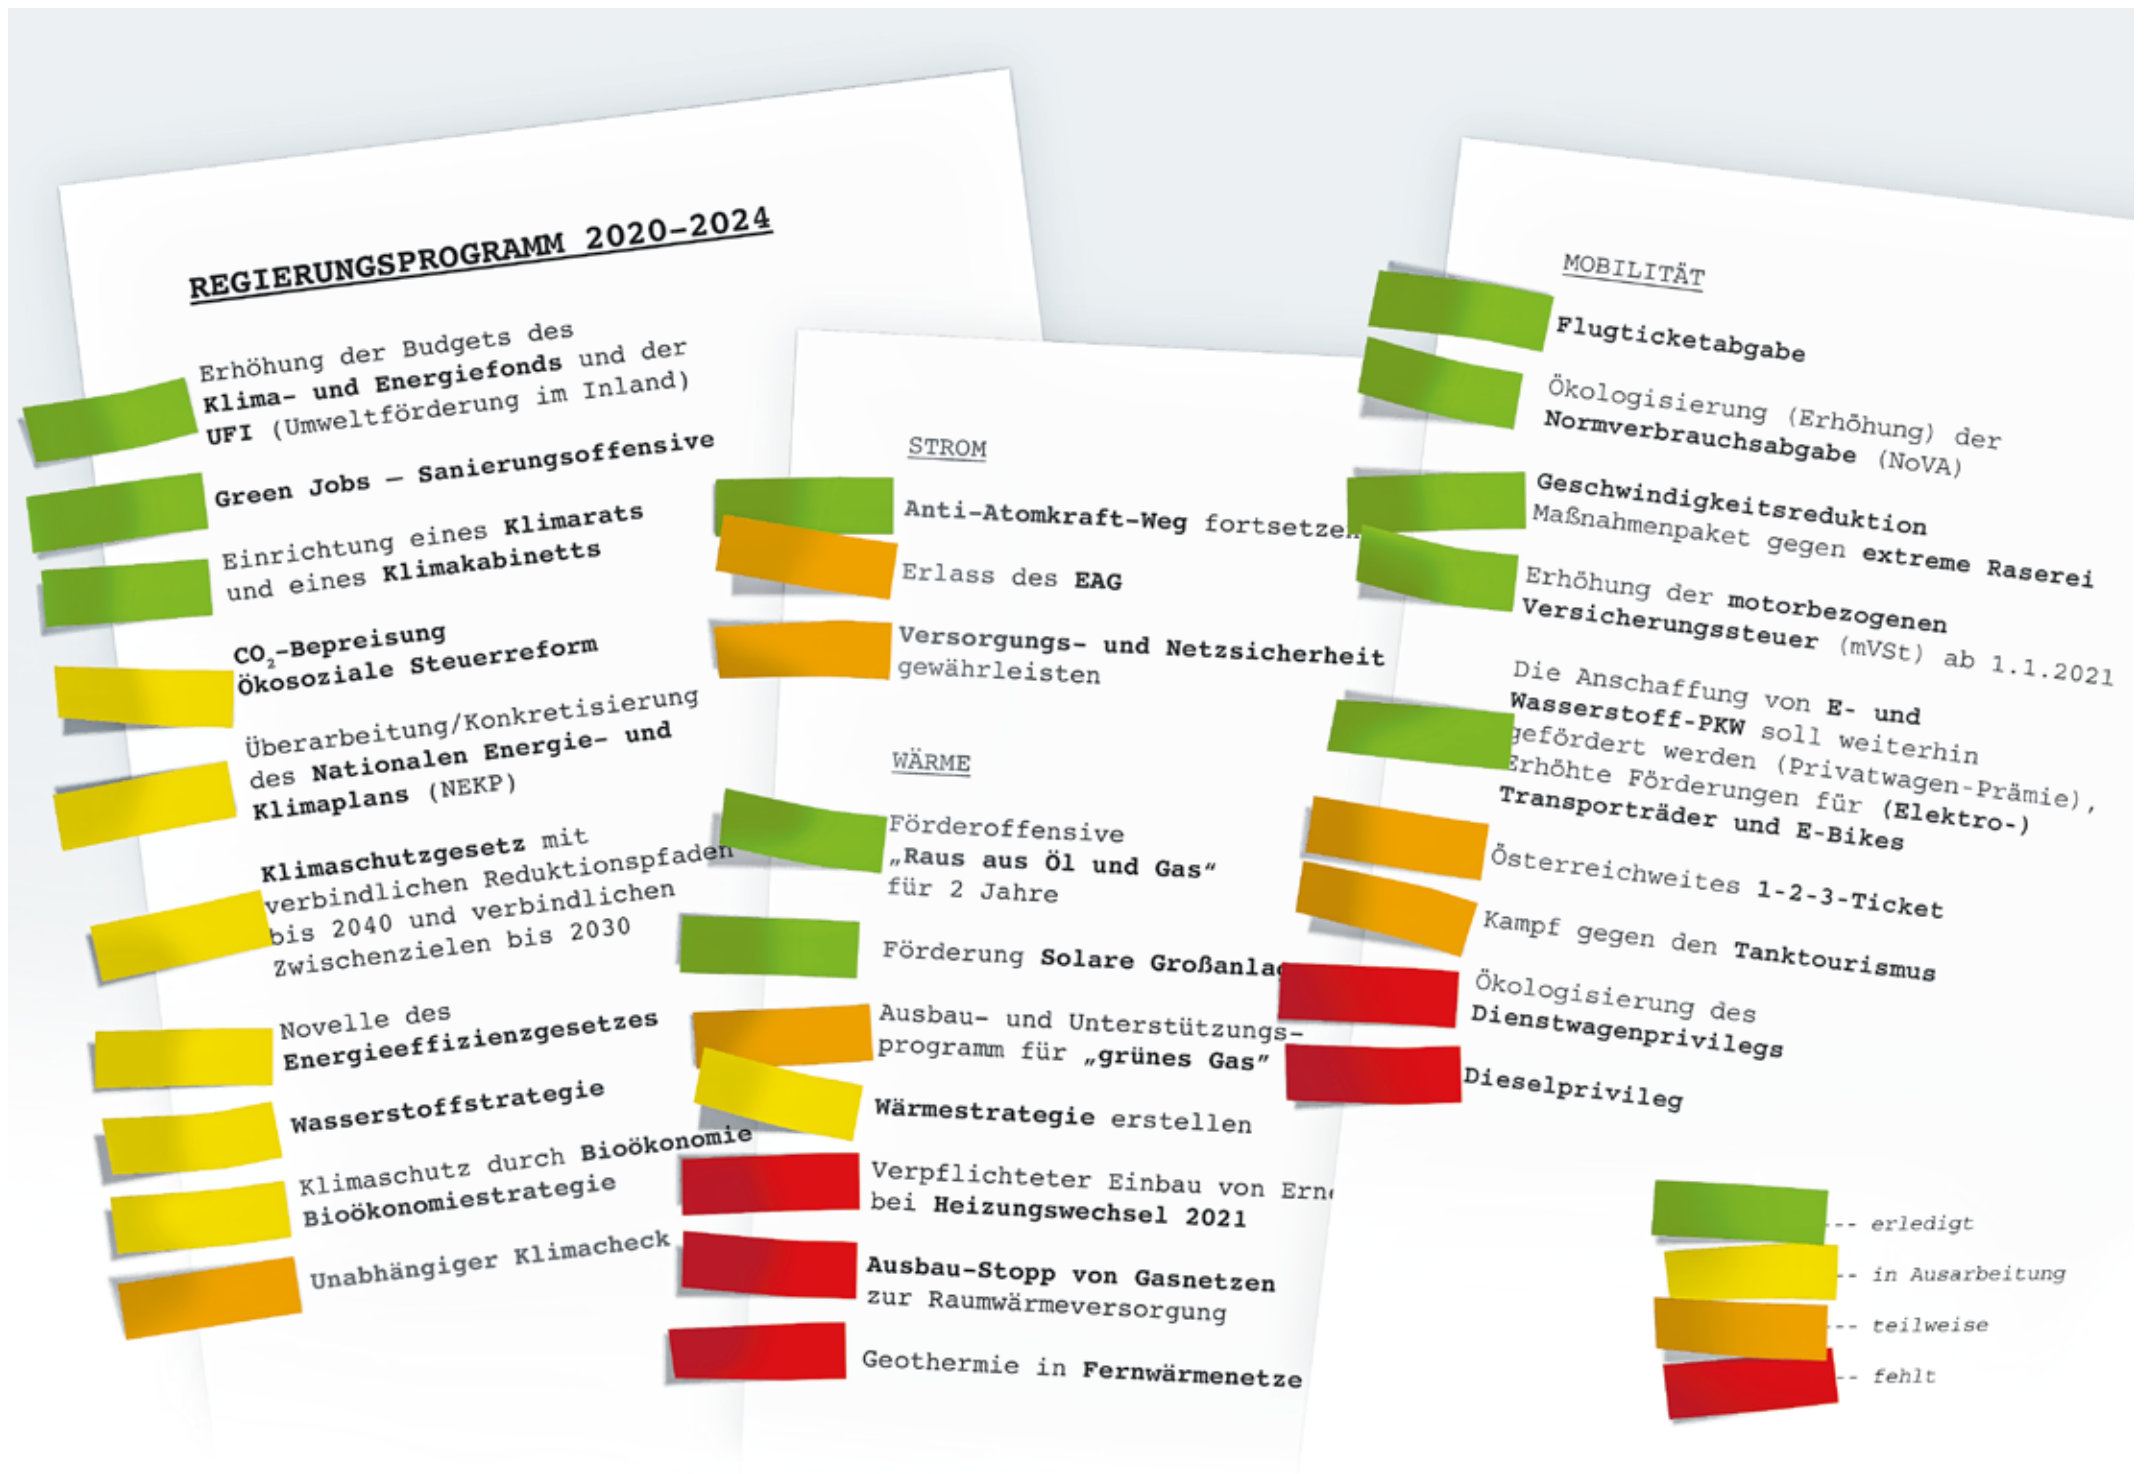 REGIERUNGSPROGRAMM 2020–2024
Erhöhung der Budgets des
Klima- und Energiefonds und der
UFI (Umweltförderung im Inland)
Green Jobs – Sanierungsoffensive
Einrichtung eines Klimarats
und eines Klimakabinetts
CO₂-Bepreisung
Ökosoziale Steuerreform
Überarbeitung/Konkretisierung
des Nationalen Energie- und
Klimaplans (NEKP)
Klimaschutzgesetz mit
verbindlichen Reduktionspfaden
bis 2040 und verbindlichen
Zwischenzielen bis 2030
Novelle des
Energieeffizienzgesetzes
Wasserstoffstrategie
Klimaschutz durch Bioökonomie
Bioökonomiestrategie
Unabhängiger Klimacheck
STROM
Anti-Atomkraft-Weg fortsetzen
Erlass des EAG
Versorgungs- und Netzsicherheit
gewährleisten
WÄRME
Förderoffensive
„Raus aus Öl und Gas“
für 2 Jahre
Förderung Solare Großanlag
Ausbau- und Unterstützungs-
programm für „grünes Gas“
Wärmestrategie erstellen
Verpflichteter Einbau von Erne
bei Heizungswechsel 2021
Ausbau-Stopp von Gasnetzen
zur Raumwärmeversorgung
Geothermie in Fernwärmenetze
MOBILITÄT
Flugticketabgabe
Ökologisierung (Erhöhung) der
Normverbrauchsabgabe (NoVA)
Geschwindigkeitsreduktion
Maßnahmenpaket gegen extreme Raserei
Erhöhung der motorbezogenen
Versicherungssteuer (mVSt) ab 1.1.2021
Die Anschaffung von E- und
Wasserstoff-PKW soll weiterhin
gefördert werden (Privatwagen-Prämie),
Erhöhte Förderungen für (Elektro-)
Transporträder und E-Bikes
Österreichweites 1-2-3-Ticket
Kampf gegen den Tanktourismus
Ökologisierung des
Dienstwagenprivilegs
Dieselprivileg
--- erledigt
-- in Ausarbeitung
--- teilweise
-- fehlt